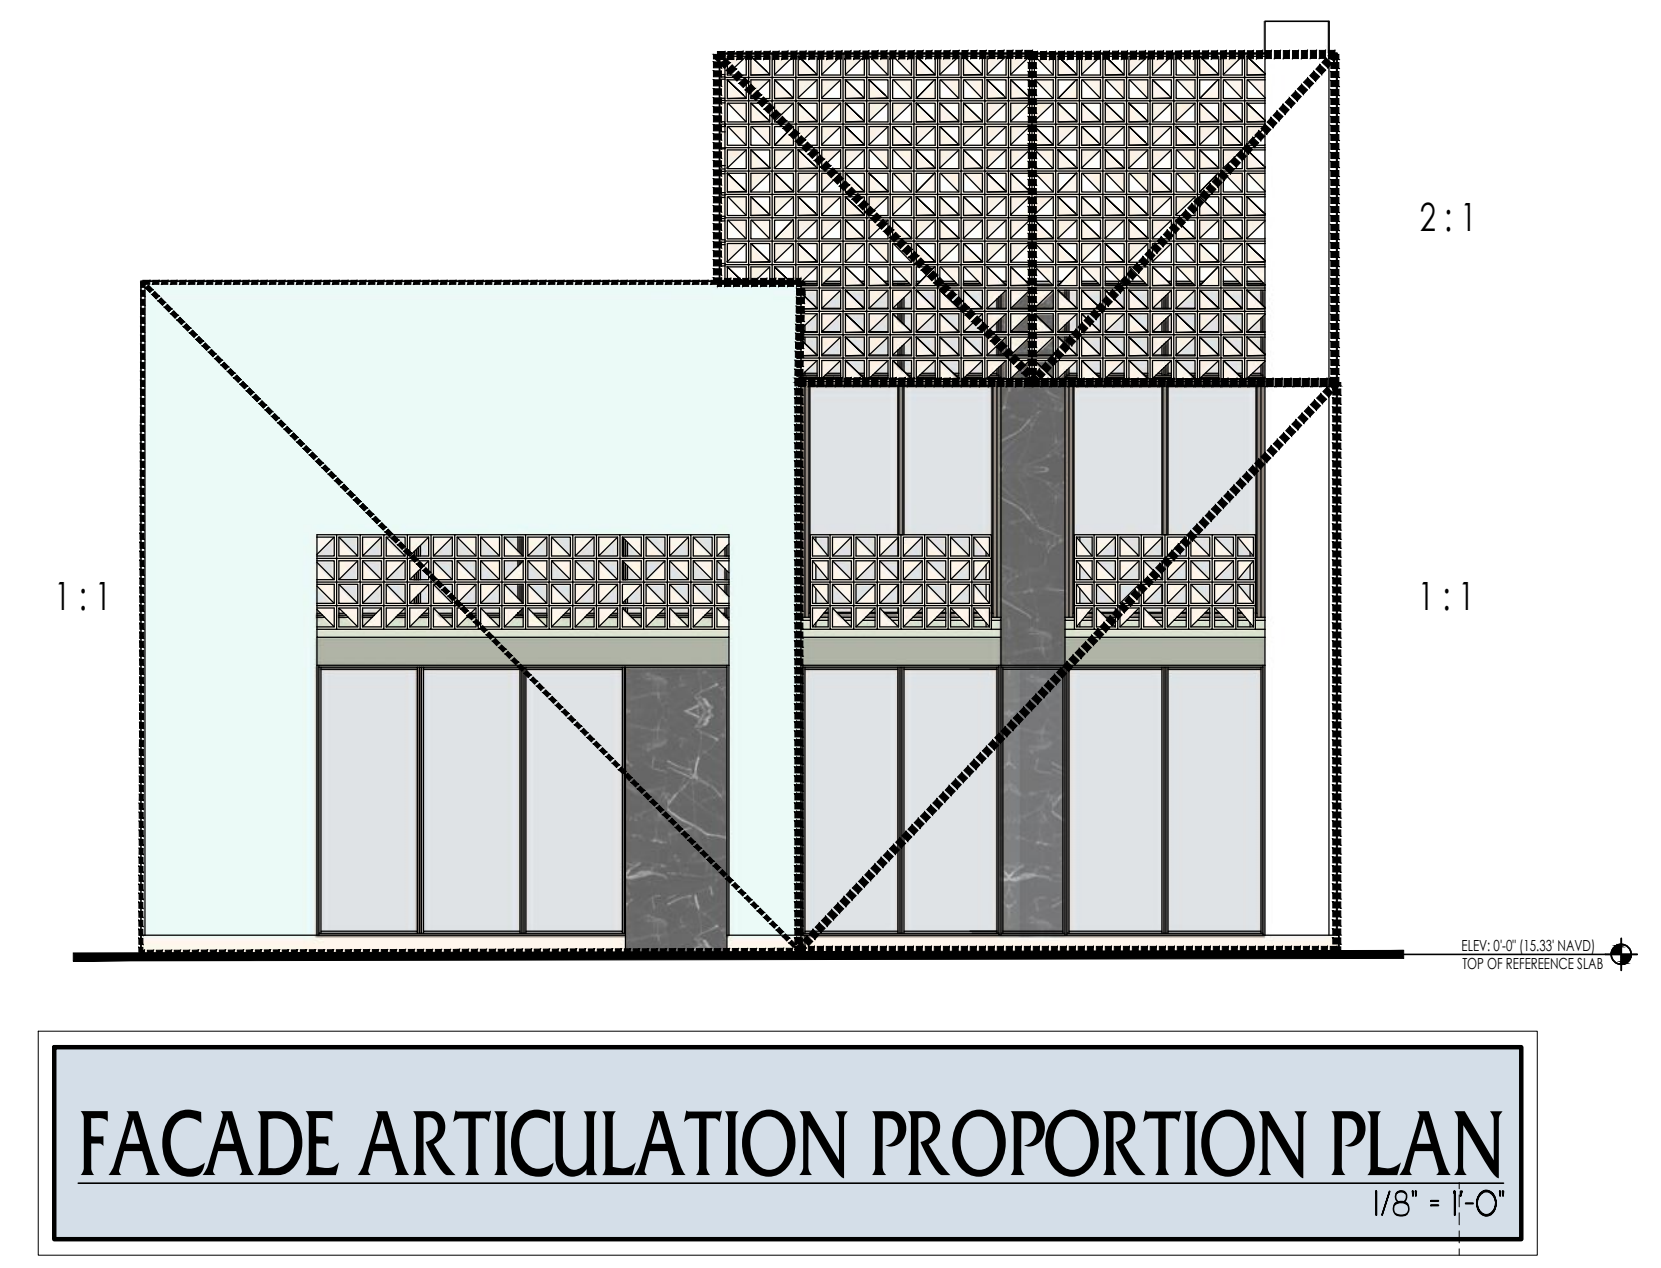 2:1
1:1
1:1
ELEV: 0'-0" (15.33' NAVD)
TOP OF REFEREENCE SLAB
FACADE ARTICULATION PROPORTION PLAN
1/8" = 1'-0"